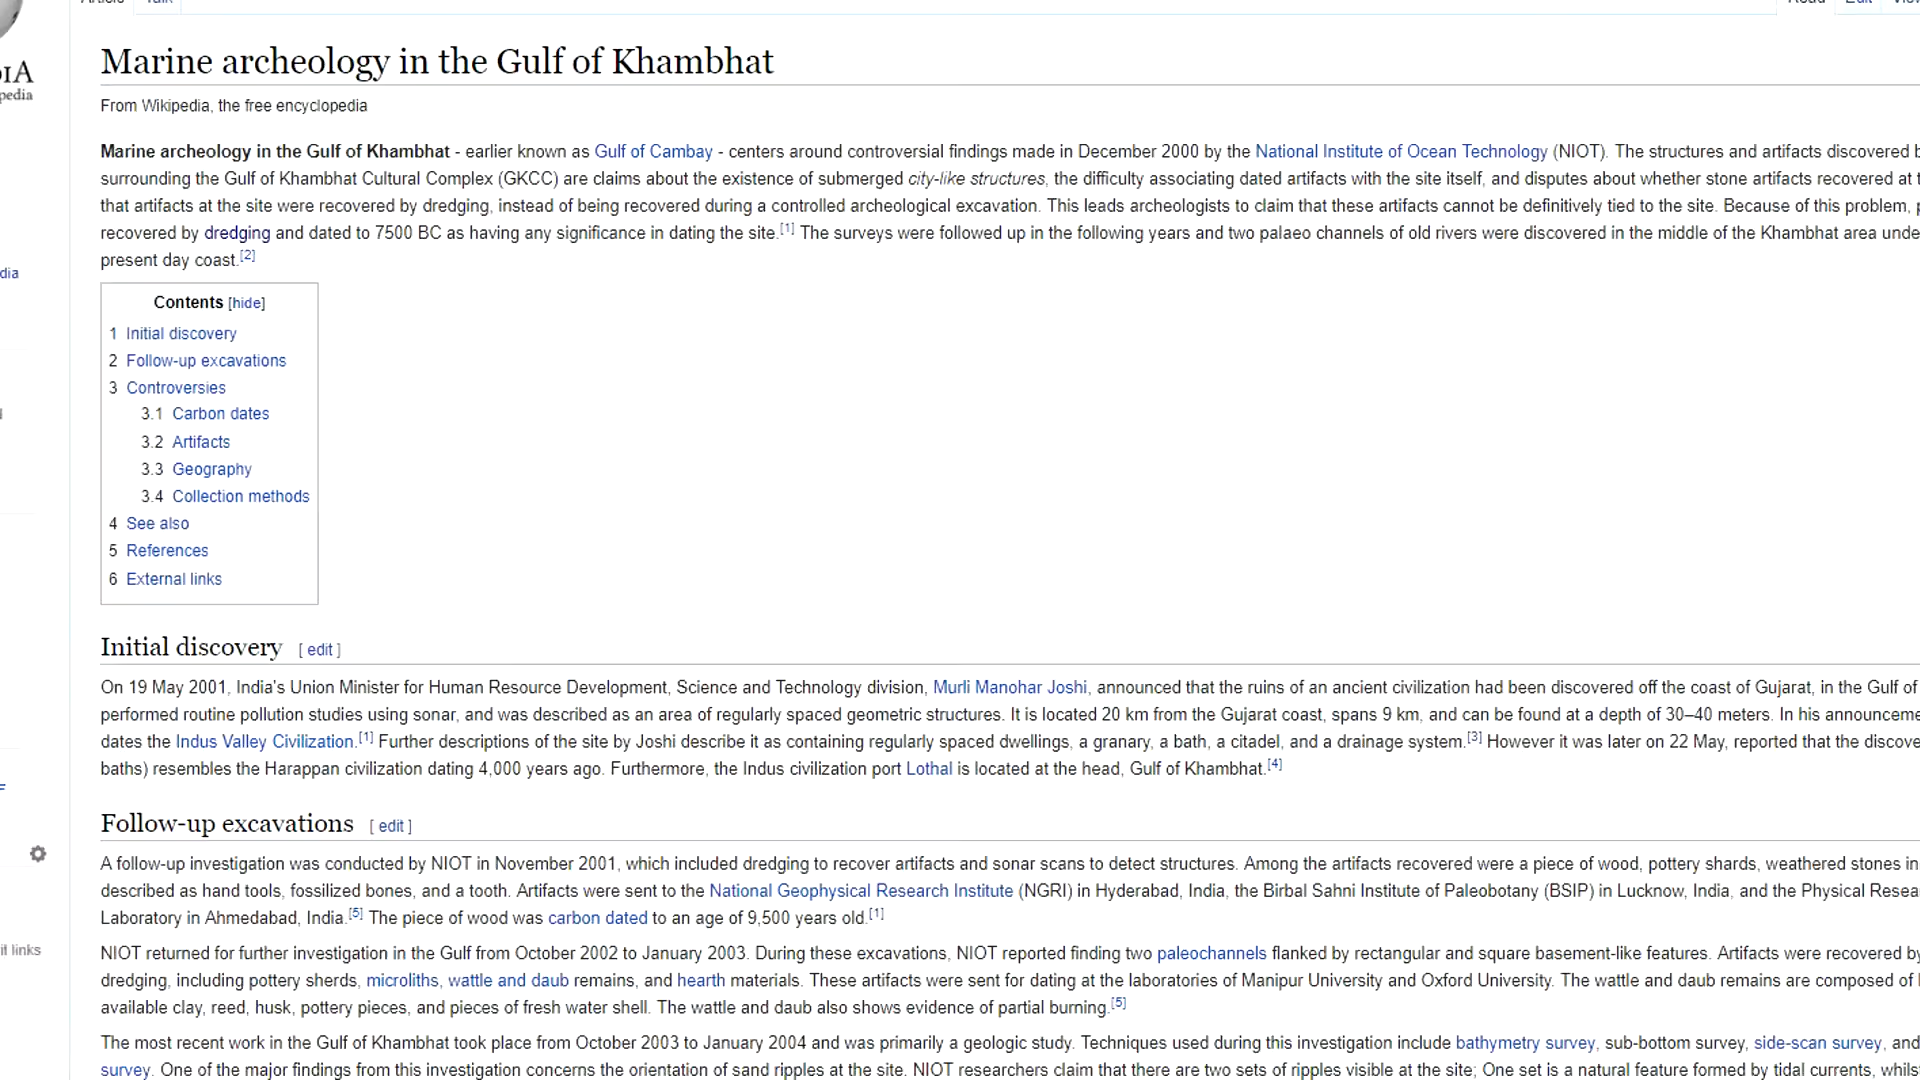 Article Talk Read Edit
Marine archeology in the Gulf of Khambhat
From Wikipedia, the free encyclopedia
Marine archeology in the Gulf of Khambhat - earlier known as Gulf of Cambay - centers around controversial findings made in December 2000 by the National Institute of Ocean Technology (NIOT). The structures and artifacts discovered
surrounding the Gulf of Khambhat Cultural Complex (GKCC) are claims about the existence of submerged city-like structures, the difficulty associating dated artifacts with the site itself, and disputes about whether stone artifacts recovered at
that artifacts at the site were recovered by dredging, instead of being recovered during a controlled archeological excavation. This leads archeologists to claim that these artifacts cannot be definitively tied to the site. Because of this problem,
recovered by dredging and dated to 7500 BC as having any significance in dating the site.[1] The surveys were followed up in the following years and two palaeo channels of old rivers were discovered in the middle of the Khambhat area unde
present day coast.[2]
Contents [hide]
1 Initial discovery
2 Follow-up excavations
3 Controversies
3.1 Carbon dates
3.2 Artifacts
3.3 Geography
3.4 Collection methods
4 See also
5 References
6 External links
Initial discovery [ edit ]
On 19 May 2001, India's Union Minister for Human Resource Development, Science and Technology division, Murli Manohar Joshi, announced that the ruins of an ancient civilization had been discovered off the coast of Gujarat, in the Gulf of
performed routine pollution studies using sonar, and was described as an area of regularly spaced geometric structures. It is located 20 km from the Gujarat coast, spans 9 km, and can be found at a depth of 30–40 meters. In his announceme
dates the Indus Valley Civilization.[1] Further descriptions of the site by Joshi describe it as containing regularly spaced dwellings, a granary, a bath, a citadel, and a drainage system.[3] However it was later on 22 May, reported that the discove
baths) resembles the Harappan civilization dating 4,000 years ago. Furthermore, the Indus civilization port Lothal is located at the head, Gulf of Khambhat.[4]
Follow-up excavations [ edit ]
A follow-up investigation was conducted by NIOT in November 2001, which included dredging to recover artifacts and sonar scans to detect structures. Among the artifacts recovered were a piece of wood, pottery shards, weathered stones in
described as hand tools, fossilized bones, and a tooth. Artifacts were sent to the National Geophysical Research Institute (NGRI) in Hyderabad, India, the Birbal Sahni Institute of Paleobotany (BSIP) in Lucknow, India, and the Physical Resea
Laboratory in Ahmedabad, India.[5] The piece of wood was carbon dated to an age of 9,500 years old.[1]
NIOT returned for further investigation in the Gulf from October 2002 to January 2003. During these excavations, NIOT reported finding two paleochannels flanked by rectangular and square basement-like features. Artifacts were recovered by
dredging, including pottery sherds, microliths, wattle and daub remains, and hearth materials. These artifacts were sent for dating at the laboratories of Manipur University and Oxford University. The wattle and daub remains are composed of
available clay, reed, husk, pottery pieces, and pieces of fresh water shell. The wattle and daub also shows evidence of partial burning.[5]
The most recent work in the Gulf of Khambhat took place from October 2003 to January 2004 and was primarily a geologic study. Techniques used during this investigation include bathymetry survey, sub-bottom survey, side-scan survey, and
survey. One of the major findings from this investigation concerns the orientation of sand ripples at the site. NIOT researchers claim that there are two sets of ripples visible at the site; One set is a natural feature formed by tidal currents, whils
pedia
dia
it links